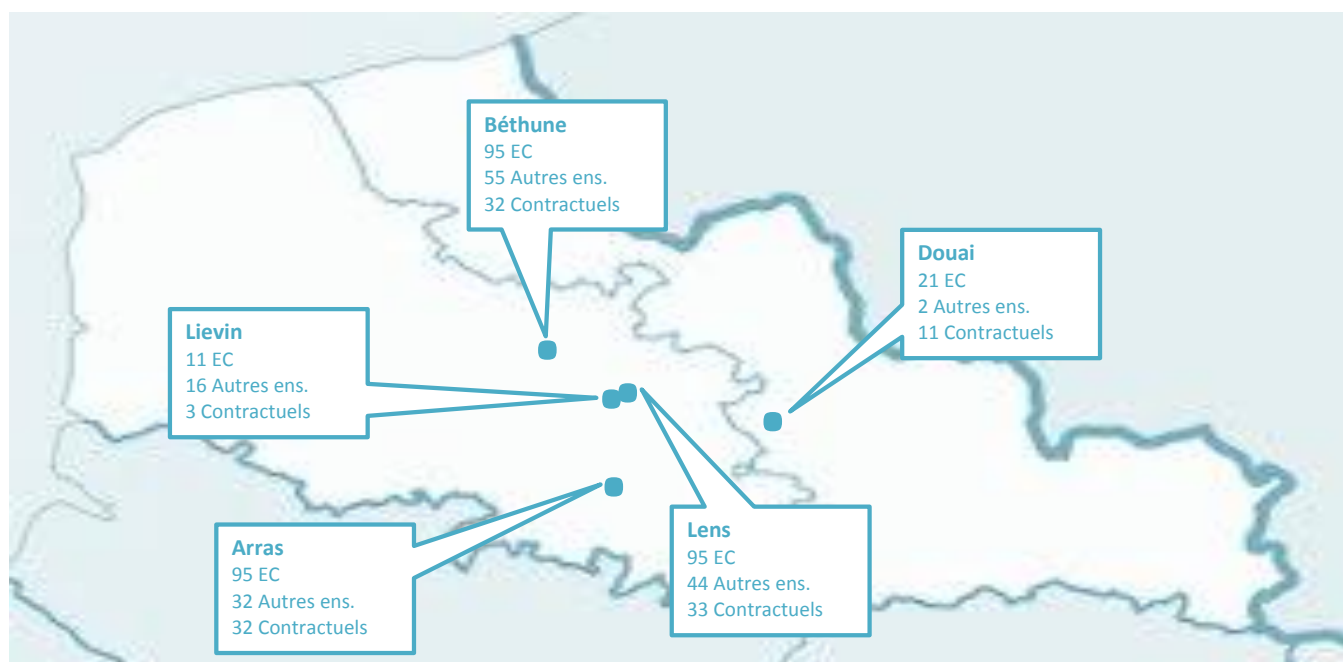 Béthune
95 EC
55 Autres ens.
32 Contractuels
Douai
21 EC
2 Autres ens.
11 Contractuels
Lievin
11 EC
16 Autres ens.
3 Contractuels
Arras
95 EC
32 Autres ens.
32 Contractuels
Lens
95 EC
44 Autres ens.
33 Contractuels